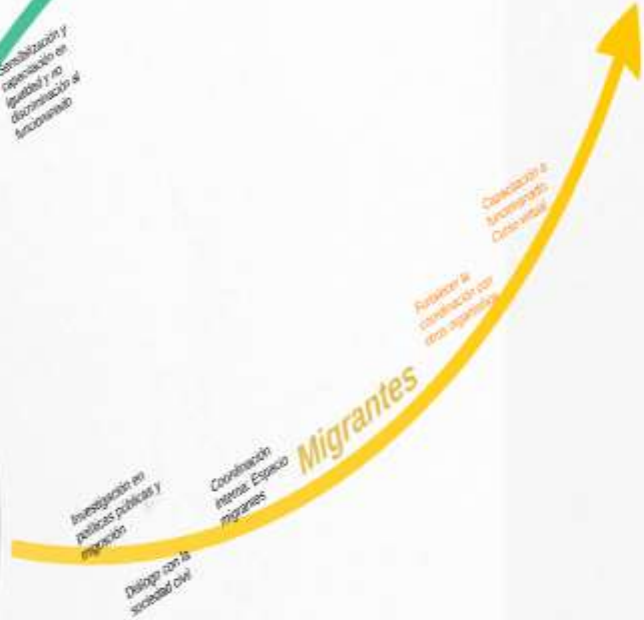 Sensibilización y
capacitación en
igualdad y no
discriminación al
funcionariado
Capacitación a
funcionariado.
Curso virtual
Fortalecer la
coordinación con
otros organismos
Migrantes
Coordinación
interna. Espacio
migrantes
Investigación en
políticas públicas y
migración
Diálogo con la
sociedad civil